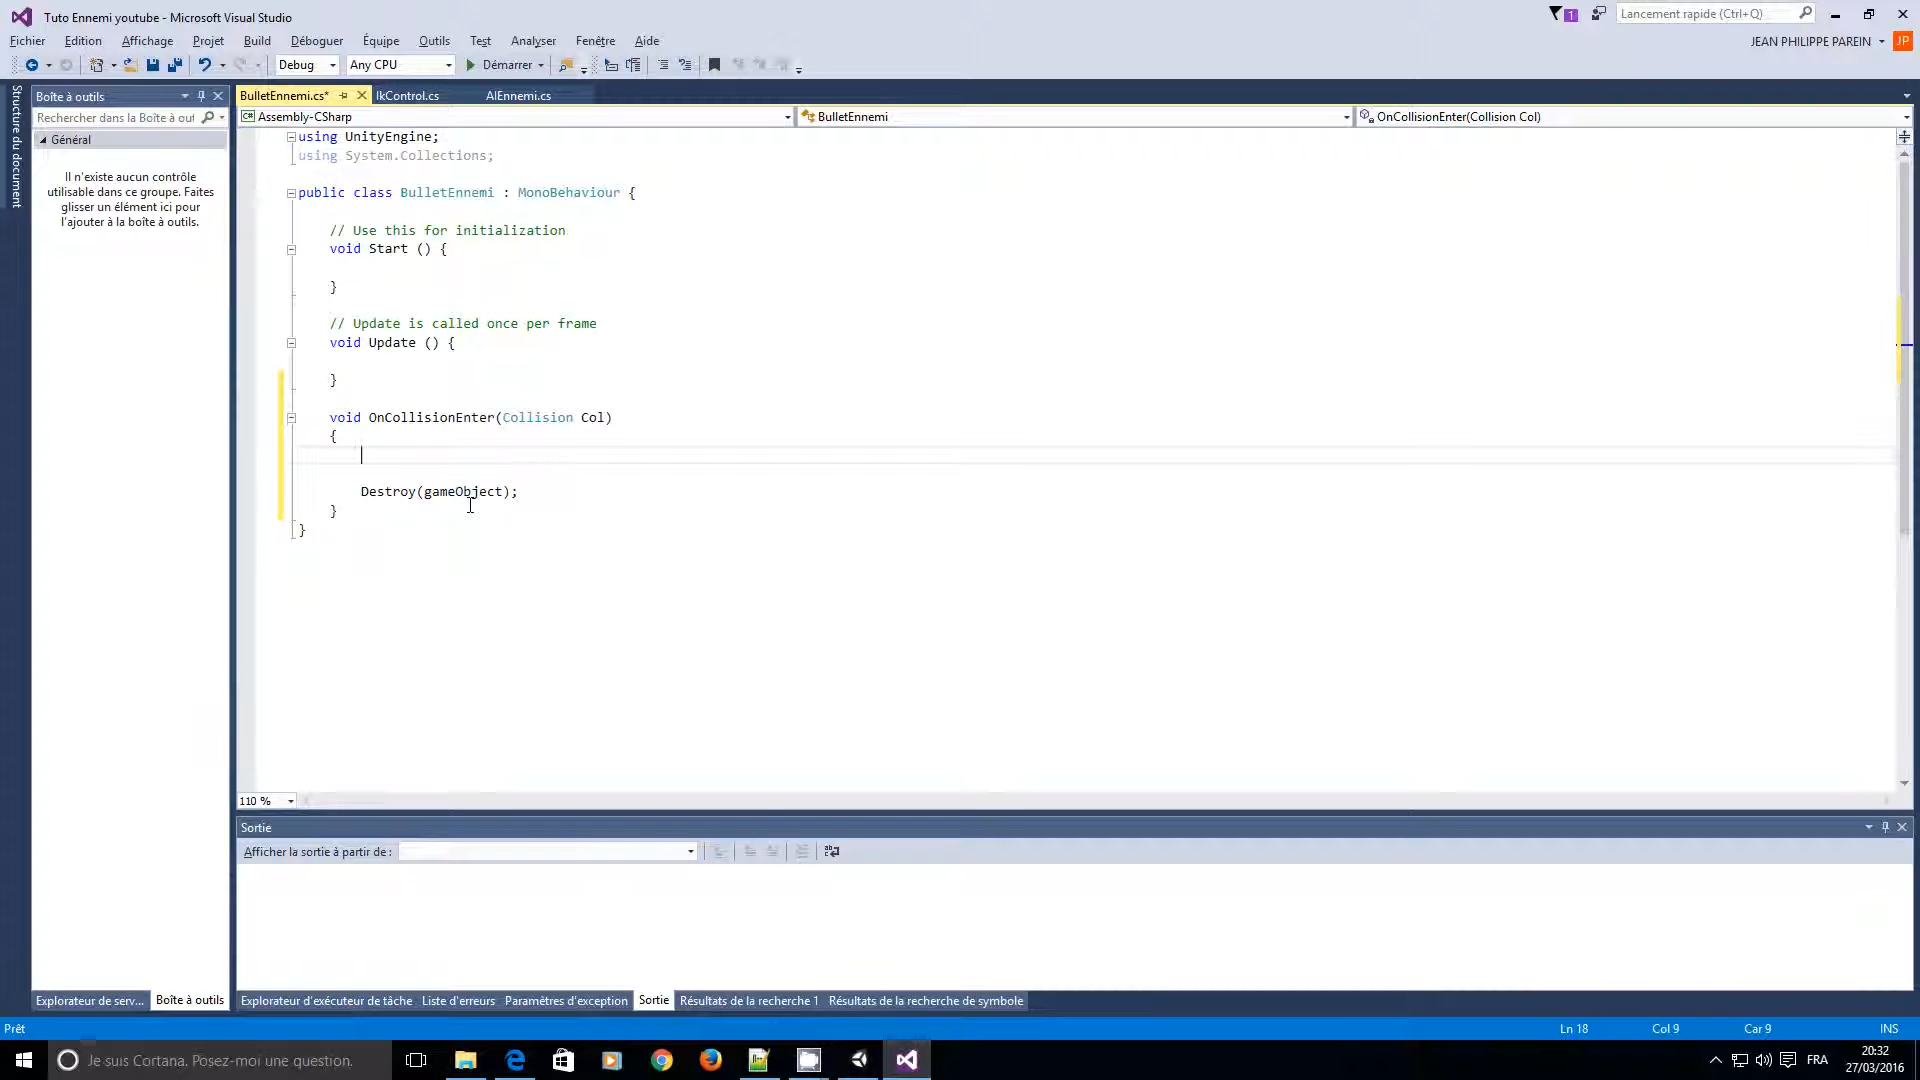 Tuto Ennemi youtube - Microsoft Visual Studio
1
Lancement rapide (Ctrl+Q)
Fichier Edition Affichage Projet Build Déboguer Équipe Outils Test Analyser Fenêtre Aide
JEAN PHILIPPE PAREIN
JP
Debug Any CPU Démarrer
Structure du document
Boîte à outils
BulletEnnemi.cs* IkControl.cs AIEnnemi.cs
Rechercher dans la Boîte à out
C# Assembly-CSharp BulletEnnemi OnCollisionEnter(Collision Col)
Général
Il n'existe aucun contrôle
utilisable dans ce groupe. Faites
glisser un élément ici pour
l'ajouter à la boîte à outils.
using UnityEngine;
using System.Collections;
public class BulletEnnemi : MonoBehaviour {
// Use this for initialization
void Start () {
}
// Update is called once per frame
void Update () {
}
void OnCollisionEnter(Collision Col)
{
Destroy(gameObject);
}
}
110 %
Sortie
Afficher la sortie à partir de :
Explorateur de serv... Boîte à outils
Explorateur d'exécuteur de tâche Liste d'erreurs Paramètres d'exception Sortie Résultats de la recherche 1 Résultats de la recherche de symbole
Prêt
Ln 18 Col 9 Car 9 INS
Je suis Cortana. Posez-moi une question.
FRA
20:32
27/03/2016